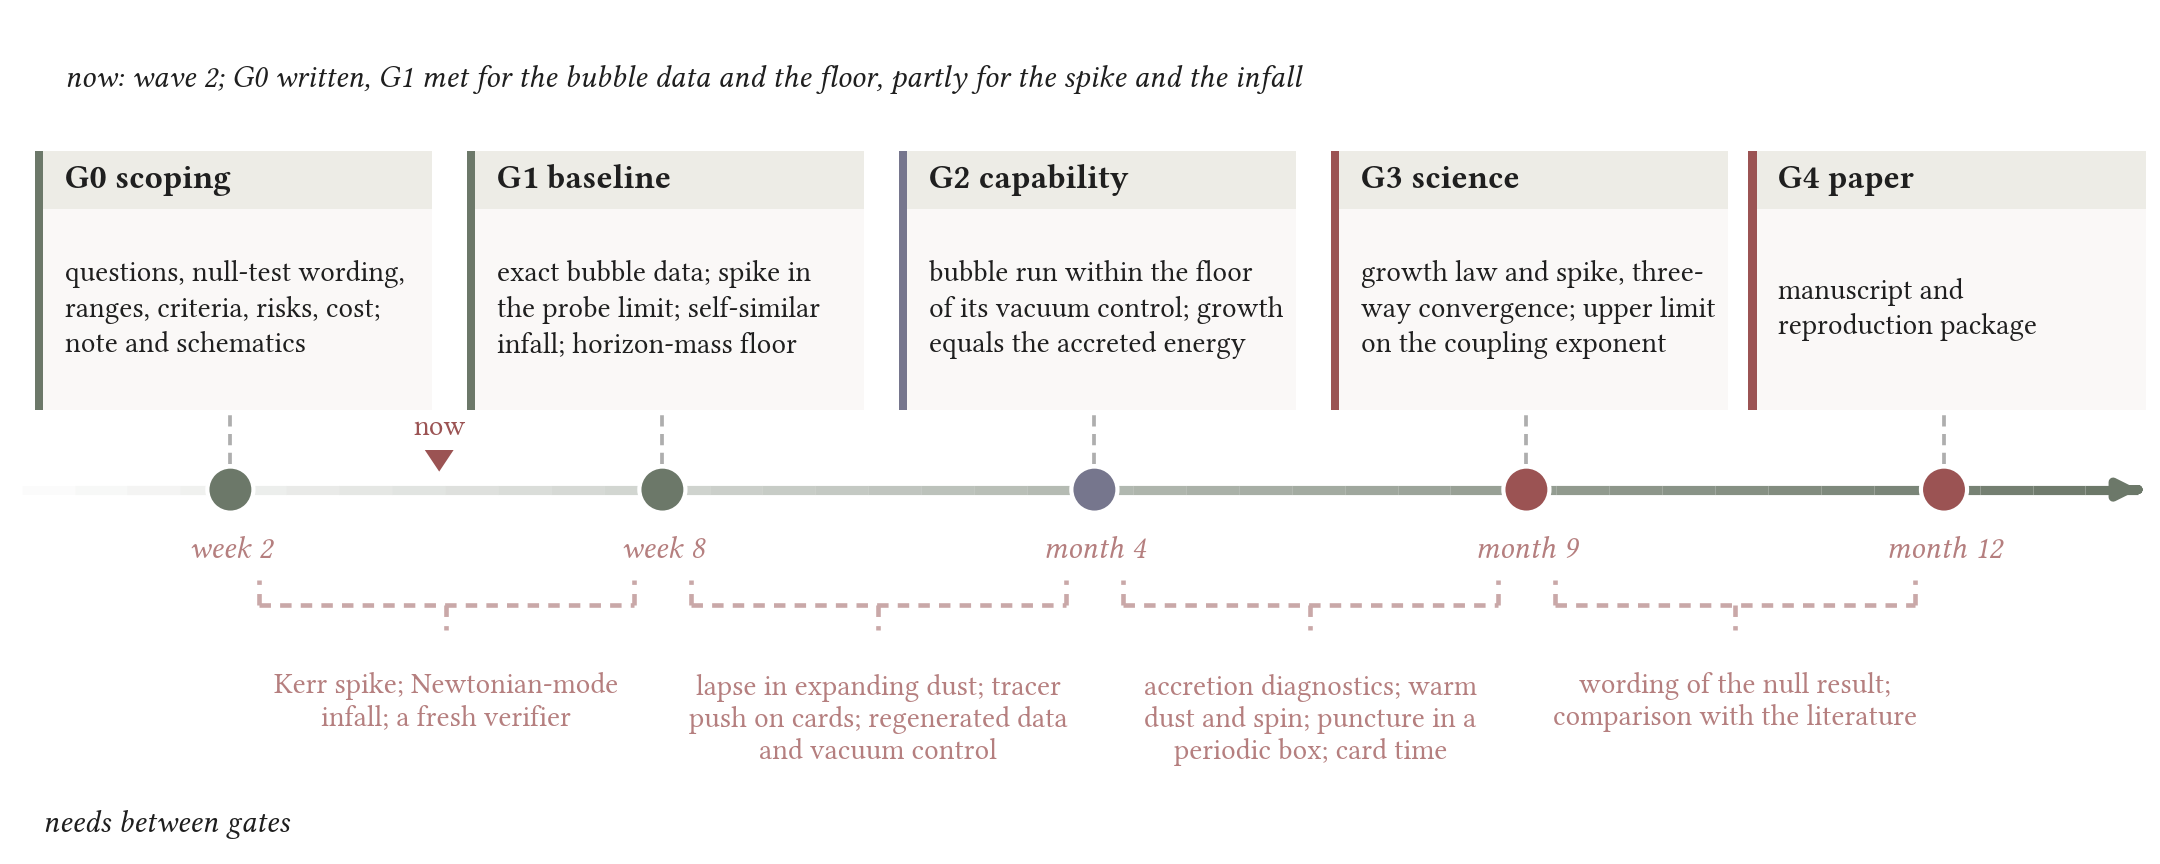 now: wave 2; G0 written, G1 met for the bubble data and the floor, partly for the spike and the infall
G0 scoping
questions, null-test wording,
ranges, criteria, risks, cost;
note and schematics
G1 baseline
exact bubble data; spike in
the probe limit; self-similar
infall; horizon-mass floor
G2 capability
bubble run within the floor
of its vacuum control; growth
equals the accreted energy
G3 science
growth law and spike, three-
way convergence; upper limit
on the coupling exponent
G4 paper
manuscript and
reproduction package
now
week 2
week 8
month 4
month 9
month 12
Kerr spike; Newtonian-mode
infall; a fresh verifier
lapse in expanding dust; tracer
push on cards; regenerated data
and vacuum control
accretion diagnostics; warm
dust and spin; puncture in a
periodic box; card time
wording of the null result;
comparison with the literature
needs between gates